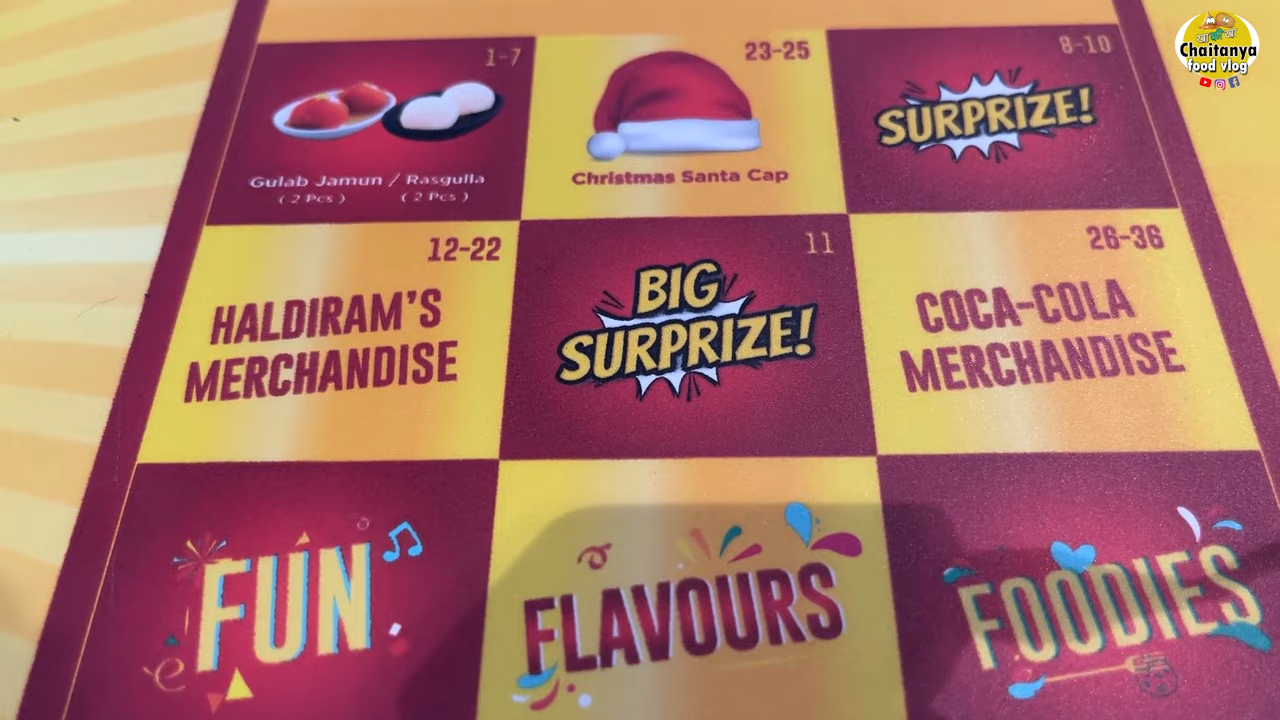 1-7
Gulab Jamun / Rasgulla
( 2 Pcs ) ( 2 Pcs )
23-25
Christmas Santa Cap
8-10
SURPRIZE!
12-22
HALDIRAM'S
MERCHANDISE
11
BIG
SURPRIZE!
26-36
COCA-COLA
MERCHANDISE
FUN
FLAVOURS
FOODIES
Chaitanya
food vlog